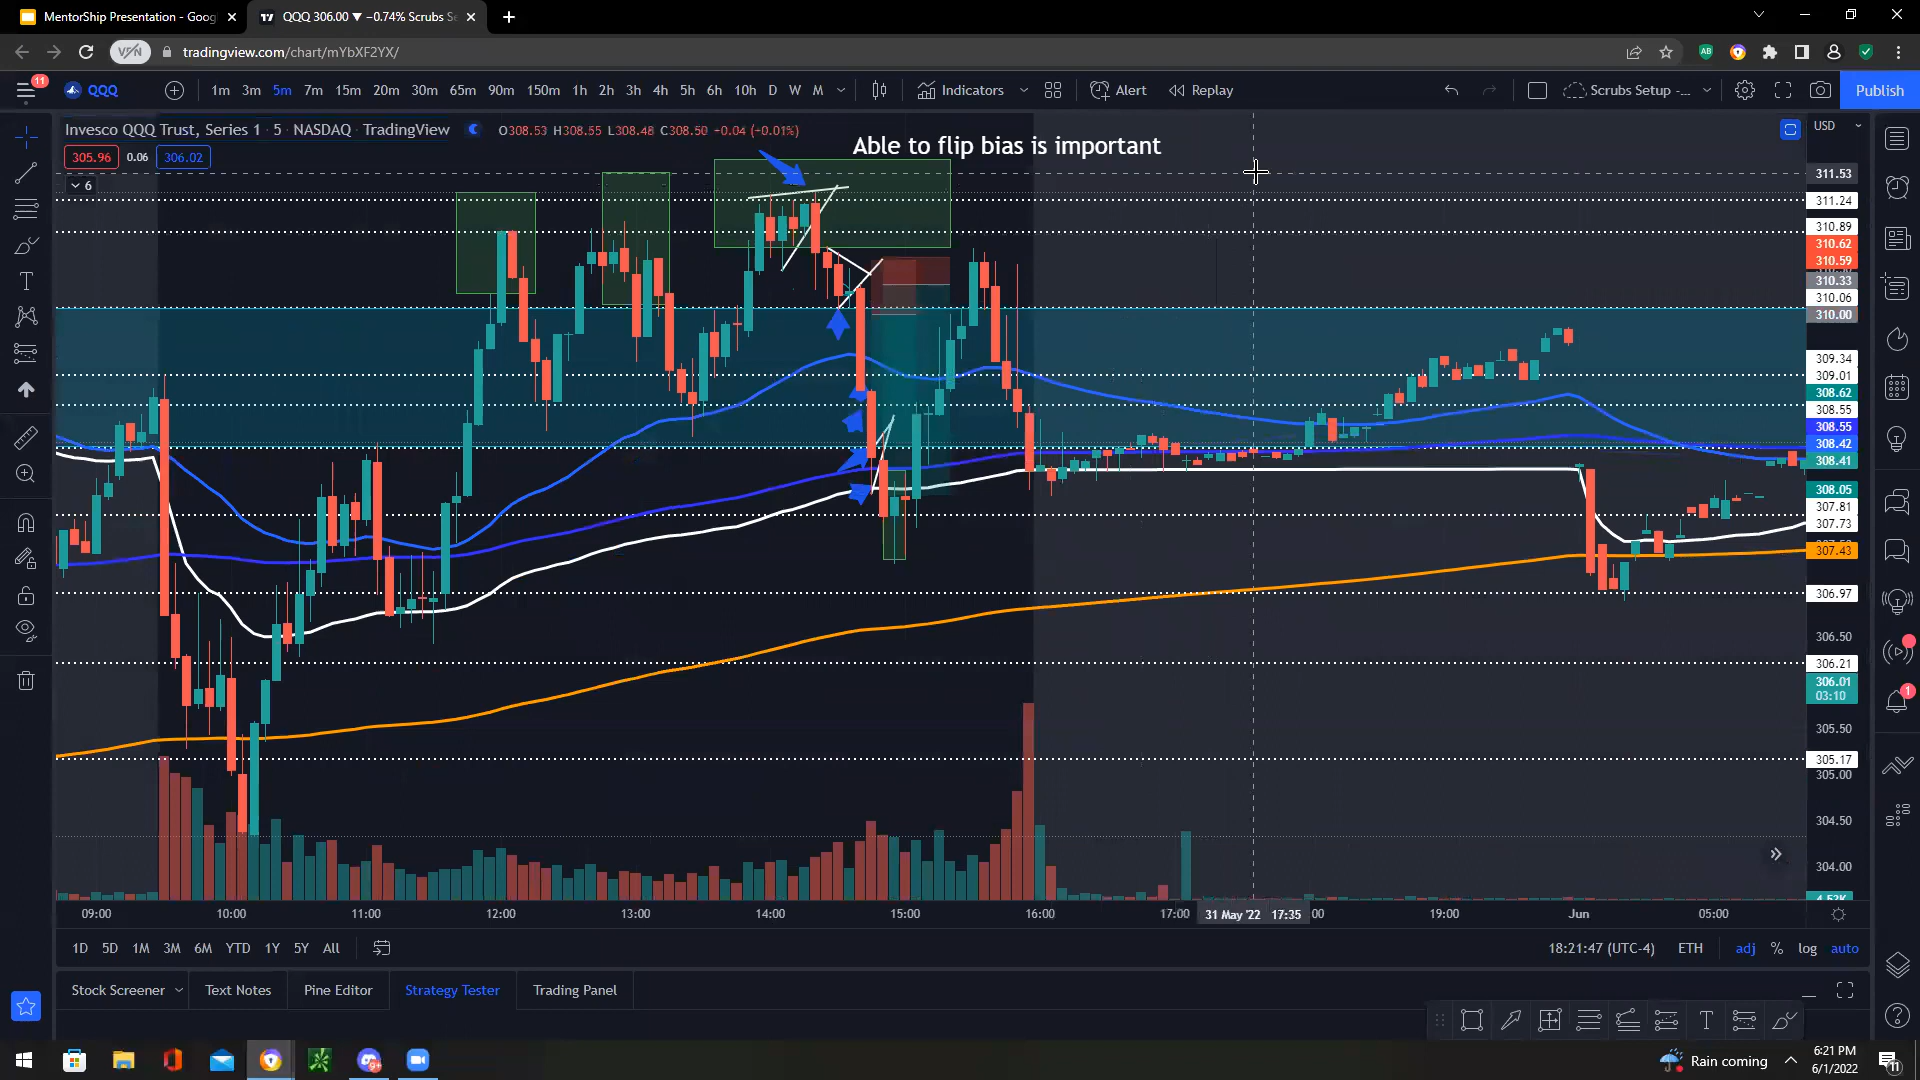 MentorShip Presentation - Goog
QQQ 306.00 ▼ −0.74% Scrubs Se
VPN
tradingview.com/chart/mYbXF2YX/
11
QQQ
1m 3m 5m 7m 15m 20m 30m 65m 90m 150m 1h 2h 3h 4h 5h 6h 10h D W M
Indicators
Alert
Replay
Scrubs Setup -...
Publish
Invesco QQQ Trust, Series 1 · 5 · NASDAQ · TradingView
O308.53 H308.55 L308.48 C308.50 +0.04 (+0.01%)
USD
305.96 0.06 306.02
6
Able to flip bias is important
311.53
311.24
310.89
310.62
310.59
310.33
310.06
310.00
309.34
309.01
308.62
308.55
308.55
308.42
308.41
308.05
307.81
307.73
307.43
306.97
306.50
306.21
306.01
03:10
305.50
305.17
305.00
304.50
304.00
4.52K
09:00 10:00 11:00 12:00 13:00 14:00 15:00 16:00 17:00 31 May '22 17:35 :00 19:00 Jun 05:00
1D 5D 1M 3M 6M YTD 1Y 5Y All
18:21:47 (UTC-4) ETH adj % log auto
Stock Screener Text Notes Pine Editor Strategy Tester Trading Panel
1
Rain coming
6:21 PM
6/1/2022
11